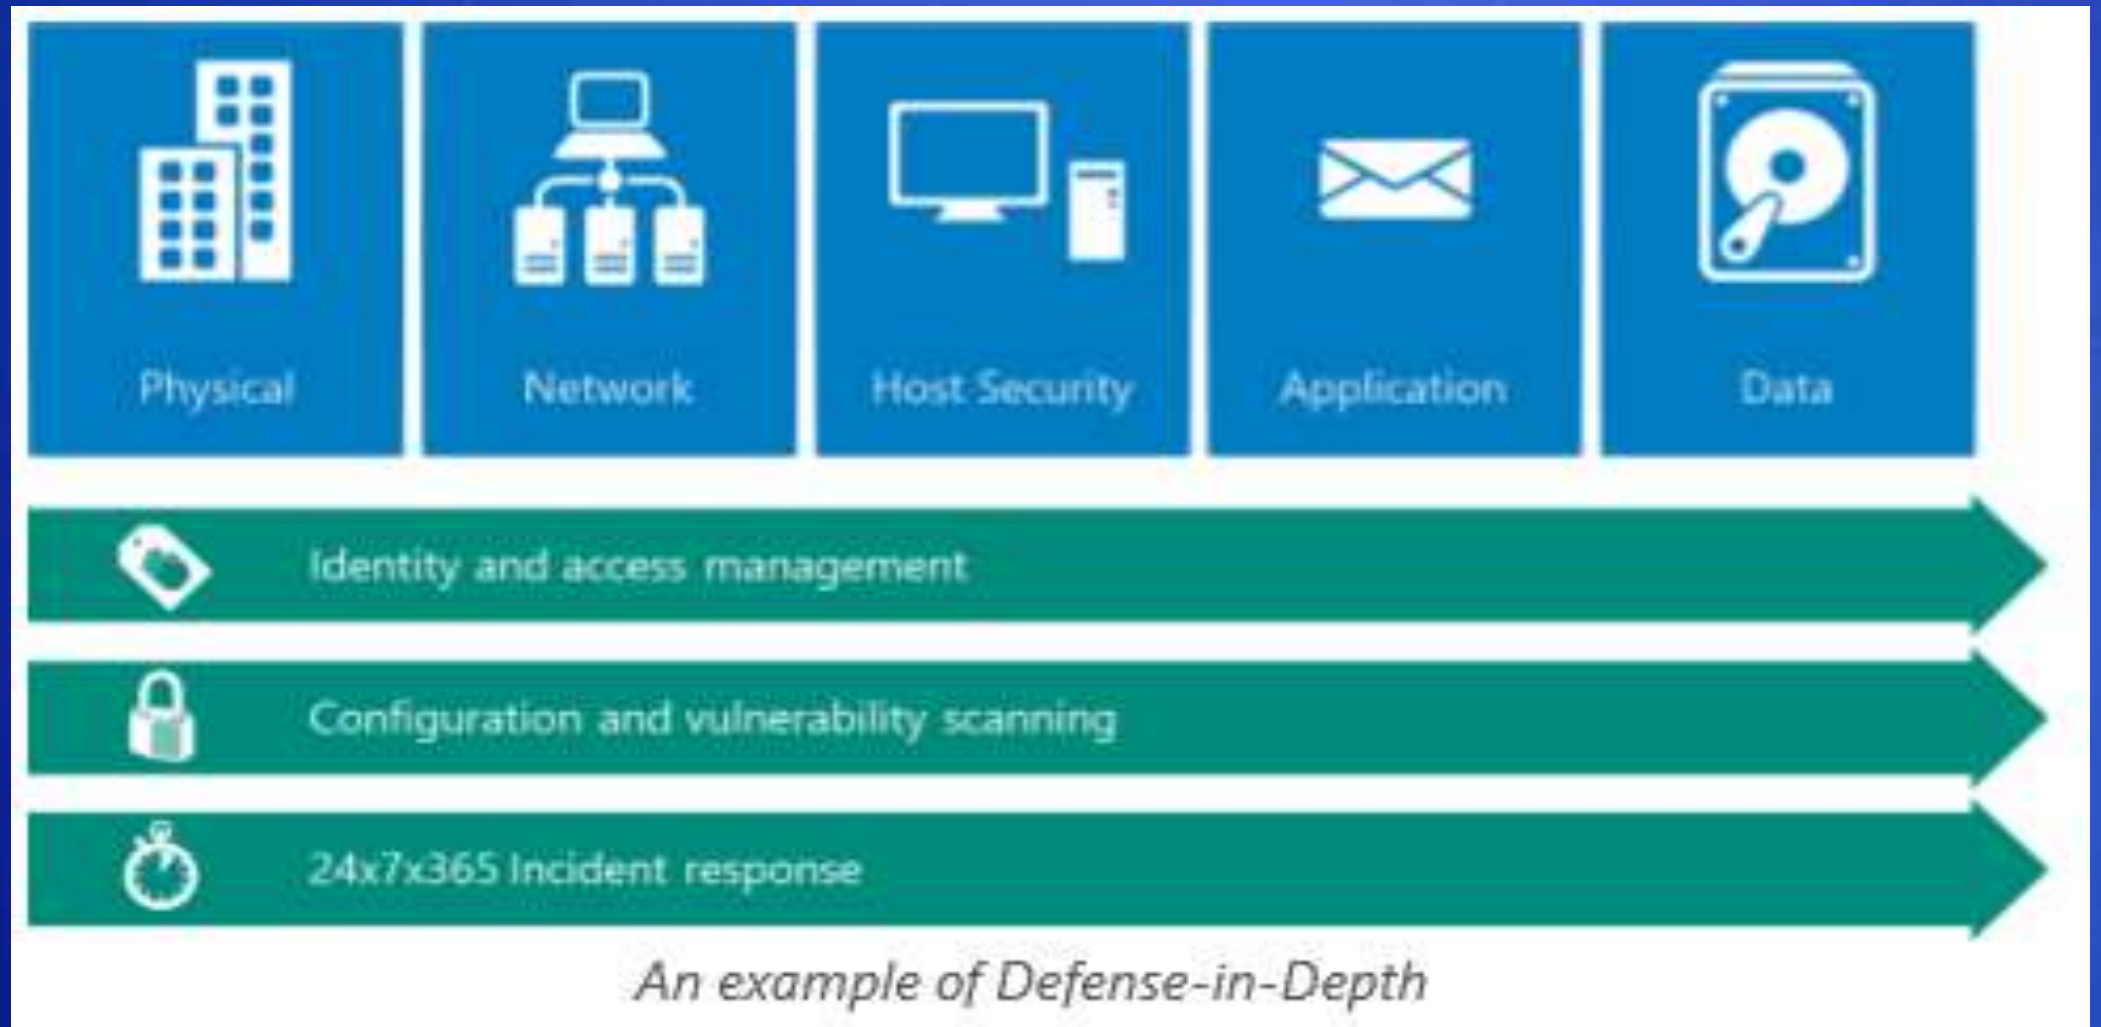 Physical
Network
Host Security
Application
Data
Identity and access management
Configuration and vulnerability scanning
24x7x365 Incident response
An example of Defense-in-Depth